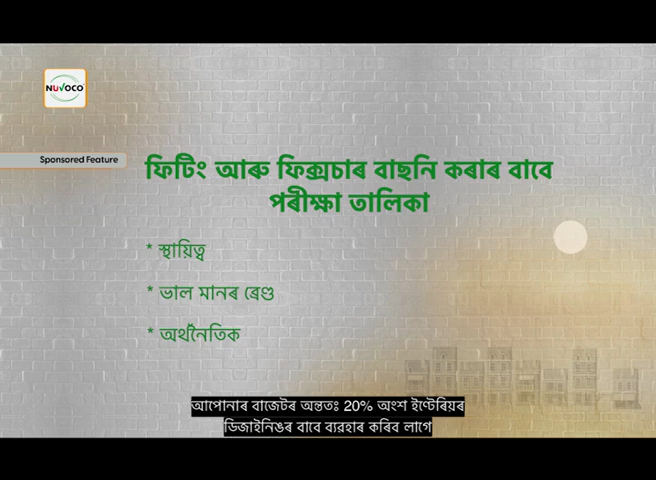 NUVOCO
Sponsored Feature
ফিটিং আৰু ফিক্সচাৰ বাছনি কৰাৰ বাবে
পৰীক্ষা তালিকা
* স্থায়িত্ব
* ভাল মানৰ ব্ৰেণ্ড
* অৰ্থনৈতিক
আপোনাৰ বাজেটৰ অন্ততঃ 20% অংশ ইণ্টেৰিয়ৰ
ডিজাইনিঙৰ বাবে ব্যৱহাৰ কৰিব লাগে